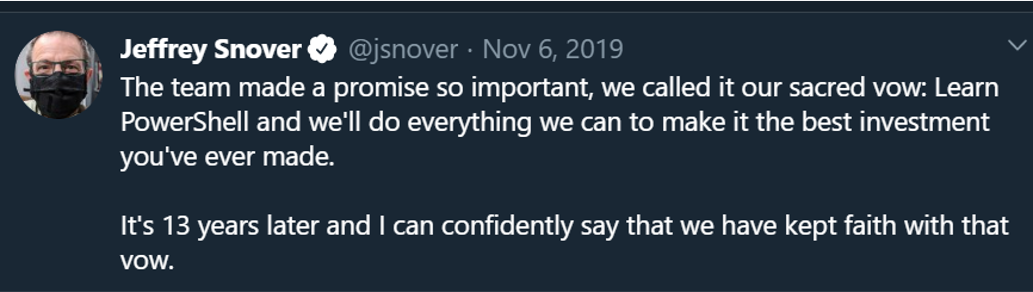 Jeffrey Snover @jsnover · Nov 6, 2019
The team made a promise so important, we called it our sacred vow: Learn
PowerShell and we'll do everything we can to make it the best investment
you've ever made.
It's 13 years later and I can confidently say that we have kept faith with that
vow.